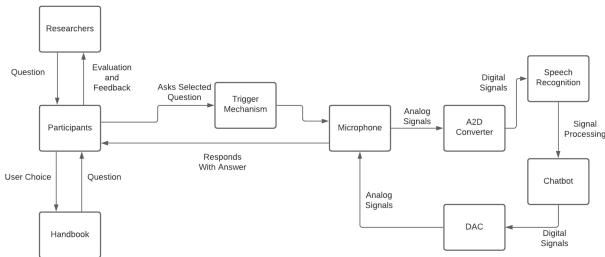 Researchers
Question
Evaluation
and
Feedback
Participants
Asks Selected
Question
Trigger
Mechanism
Microphone
Analog
Signals
A2D
Converter
Digital
Signals
Speech
Recognition
Signal
Processing
Responds
With Answer
User Choice
Question
Handbook
Analog
Signals
DAC
Digital
Signals
Chatbot